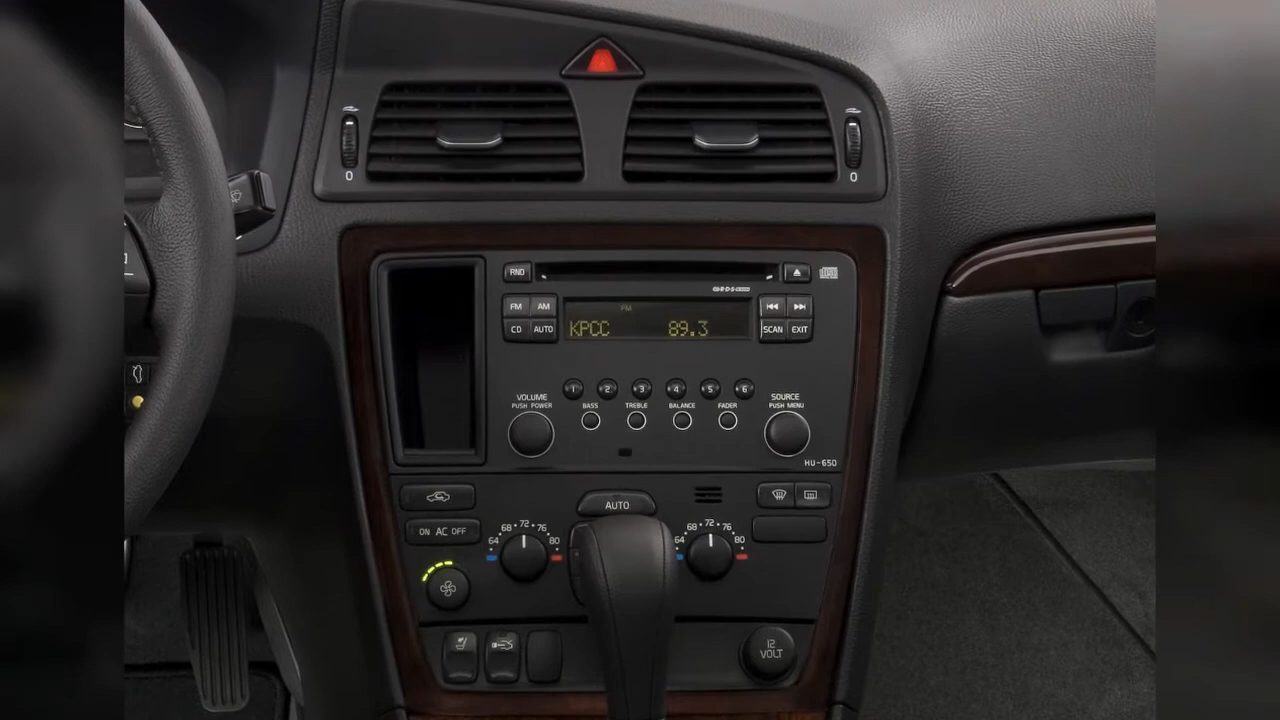 0
0
RND
R·D·S
FM AM
FM
CD AUTO
KPCC 89.3
SCAN EXIT
1 2 3 4 5 6
VOLUME
PUSH POWER
BASS TREBLE BALANCE FADER
SOURCE
PUSH MENU
HU-650
AUTO
ON AC OFF
64 68 72 76 80
64 68 72 76 80
12
VOLT